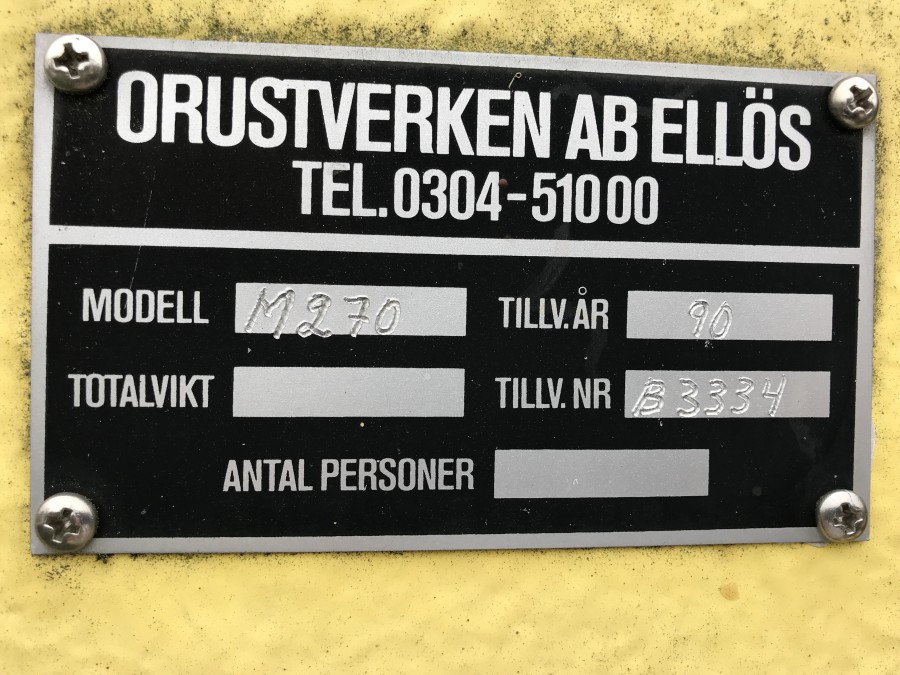 ORUSTVERKEN AB ELLÖS
TEL. 0304-51000
MODELL M270 TILLV. ÅR 90
TOTALVIKT TILLV. NR B3334
ANTAL PERSONER